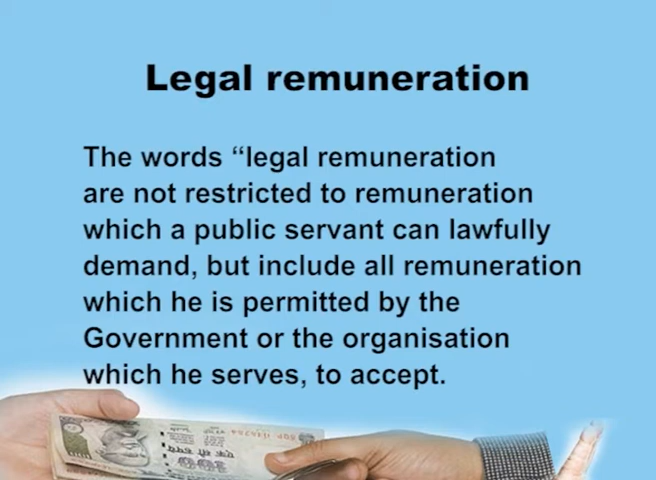 Legal remuneration
The words “legal remuneration
are not restricted to remuneration
which a public servant can lawfully
demand, but include all remuneration
which he is permitted by the
Government or the organisation
which he serves, to accept.